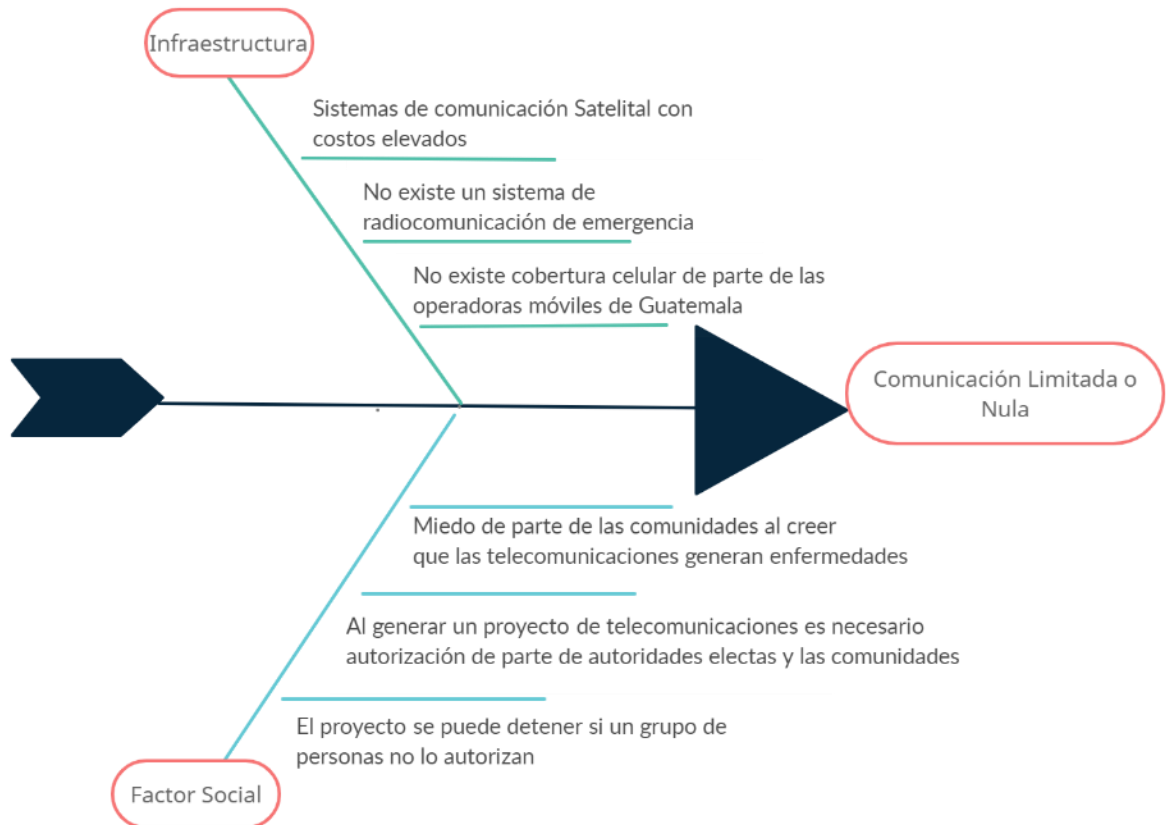 Infraestructura
Sistemas de comunicación Satelital con
costos elevados
No existe un sistema de
radiocomunicación de emergencia
No existe cobertura celular de parte de las
operadoras móviles de Guatemala
Comunicación Limitada o
Nula
Miedo de parte de las comunidades al creer
que las telecomunicaciones generan enfermedades
Al generar un proyecto de telecomunicaciones es necesario
autorización de parte de autoridades electas y las comunidades
El proyecto se puede detener si un grupo de
personas no lo autorizan
Factor Social